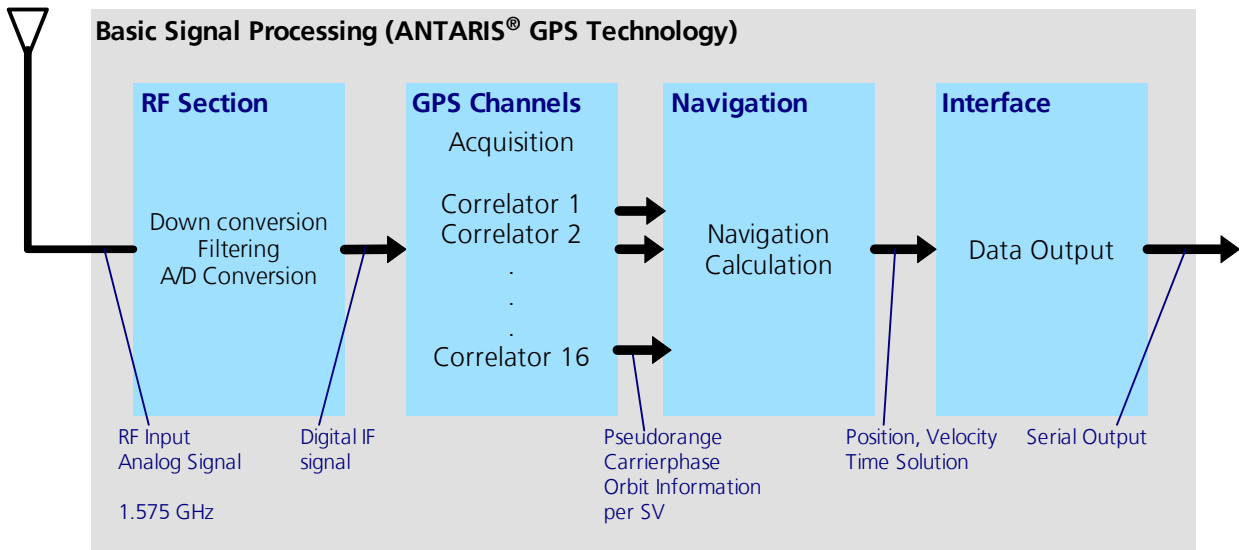 Basic Signal Processing (ANTARIS® GPS Technology)
RF Section
Down conversion
Filtering
A/D Conversion
GPS Channels
Acquisition
Correlator 1
Correlator 2
.
.
.
Correlator 16
Navigation
Navigation
Calculation
Interface
Data Output
RF Input
Analog Signal
1.575 GHz
Digital IF
signal
Pseudorange
Carrierphase
Orbit Information
per SV
Position, Velocity
Time Solution
Serial Output